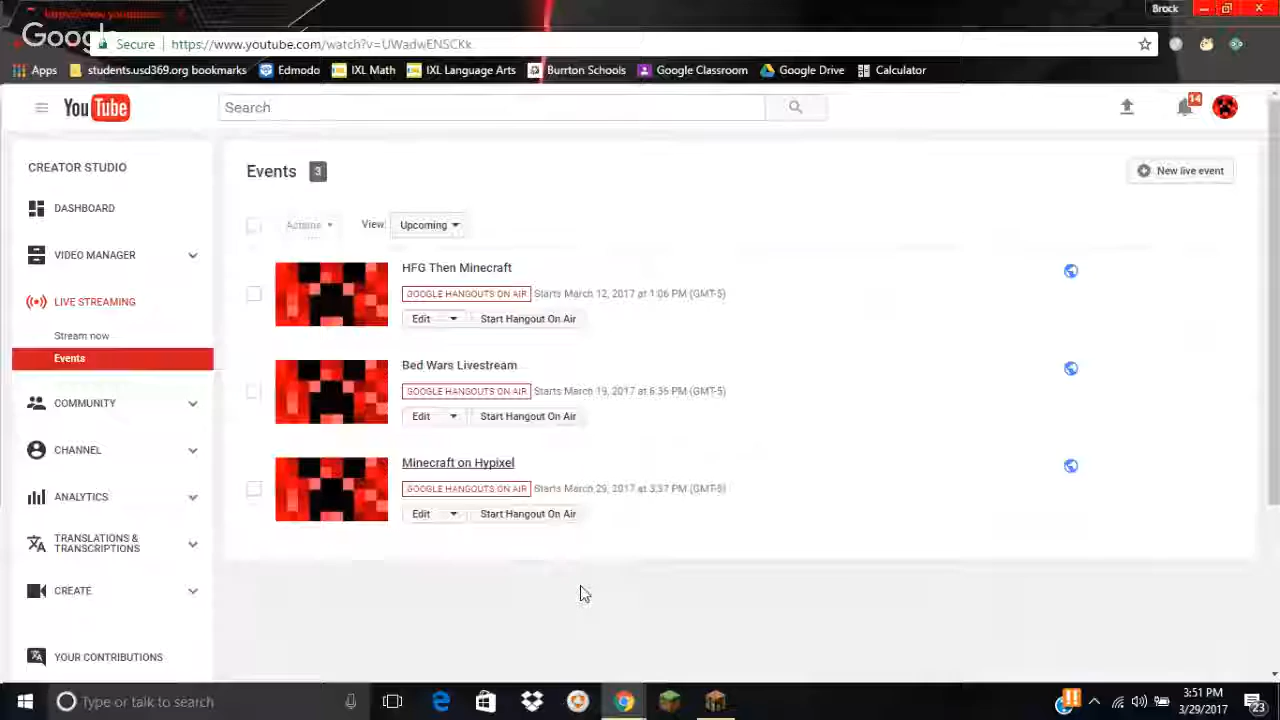 Brock
Google
Secure https://www.youtube.com/watch?v=UWadwENSCKk
Apps students.usd369.org bookmarks Edmodo IXL Math IXL Language Arts Burrton Schools Google Classroom Google Drive Calculator
YouTube Search 14
CREATOR STUDIO
DASHBOARD
VIDEO MANAGER
LIVE STREAMING
Stream now
Events
COMMUNITY
CHANNEL
ANALYTICS
TRANSLATIONS &
TRANSCRIPTIONS
CREATE
YOUR CONTRIBUTIONS
Events 3
New live event
Actions View: Upcoming
HFG Then Minecraft
GOOGLE HANGOUTS ON AIR Starts March 12, 2017 at 1:06 PM (GMT-5)
Edit Start Hangout On Air
Bed Wars Livestream
GOOGLE HANGOUTS ON AIR Starts March 19, 2017 at 6:36 PM (GMT-5)
Edit Start Hangout On Air
Minecraft on Hypixel
GOOGLE HANGOUTS ON AIR Starts March 29, 2017 at 3:37 PM (GMT-5)
Edit Start Hangout On Air
Type or talk to search
3:51 PM
3/29/2017
23